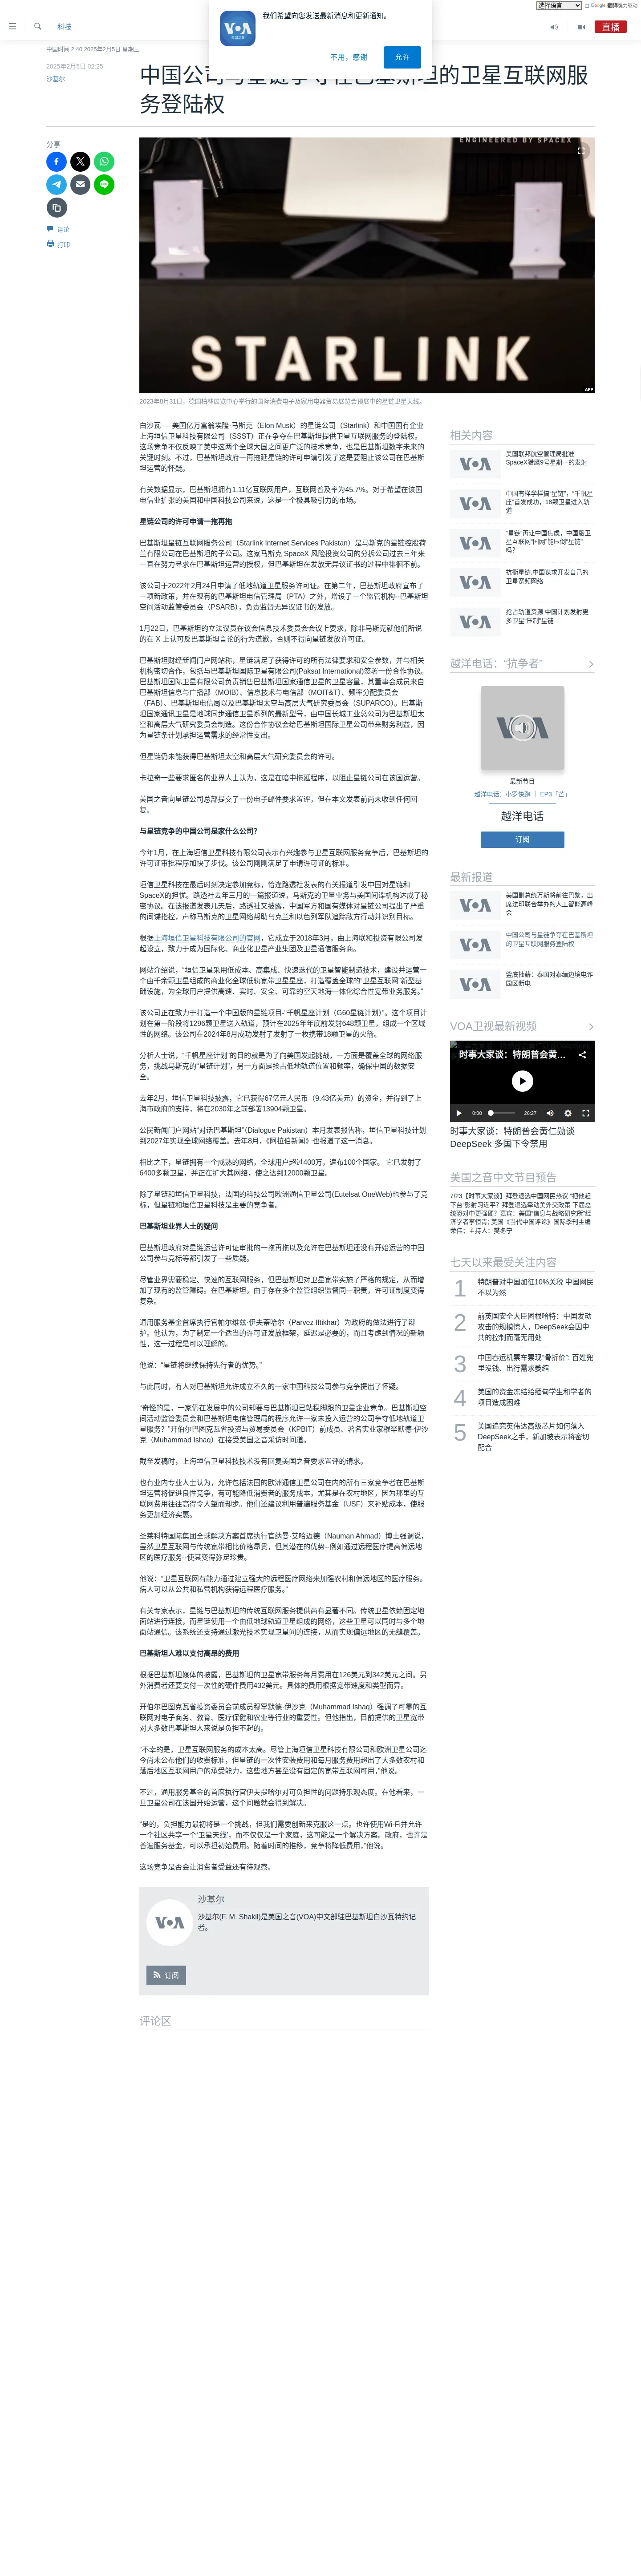 选择语言 由 Google 翻译强力驱动
我们希望向您发送最新消息和更新通知。
不用，感谢
允许
科技
直播
中国时间 2:40 2025年2月5日 星期三
2025年2月5日 02:25
沙基尔
中国公司与星链争夺在巴基斯坦的卫星互联网服
务登陆权
分享
评论
打印
ENGINEERED BY SPACEX
STARLINK
AFP
2023年8月31日，德国柏林展览中心举行的国际消费电子及家用电器贸易展览会预展中的星链卫星天线。
白沙瓦 — 美国亿万富翁埃隆·马斯克（Elon Musk）的星链公司（Starlink）和中国国有企业
上海垣信卫星科技有限公司（SSST）正在争夺在巴基斯坦提供卫星互联网服务的登陆权。
这场竞争不仅反映了美中这两个全球大国之间更广泛的技术竞争，也是巴基斯坦数字未来的
关键时刻。不过，巴基斯坦政府一再拖延星链的许可申请引发了这是要阻止该公司在巴基斯
坦运营的怀疑。
有关数据显示，巴基斯坦拥有1.11亿互联网用户，互联网普及率为45.7%。对于希望在该国
电信业扩张的美国和中国科技公司来说，这是一个极具吸引力的市场。
星链公司的许可申请一拖再拖
巴基斯坦星链互联网服务公司（Starlink Internet Services Pakistan）是马斯克的星链控股荷
兰有限公司在巴基斯坦的子公司。这家马斯克 SpaceX 风险投资公司的分拆公司过去三年来
一直在努力寻求在巴基斯坦运营的授权，但巴基斯坦在发放无异议证书的过程中徘徊不前。
该公司于2022年2月24日申请了低地轨道卫星服务许可证。在第二年，巴基斯坦政府宣布了
一项新政策，并在现有的巴基斯坦电信管理局（PTA）之外，增设了一个监管机构--巴基斯坦
空间活动监管委员会（PSARB），负责监督无异议证书的发放。
1月22日，巴基斯坦的立法议员在议会信息技术委员会会议上要求，除非马斯克就他们所说
的在 X 上认可反巴基斯坦言论的行为道歉，否则不得向星链发放许可证。
巴基斯坦财经新闻门户网站称，星链满足了获得许可的所有法律要求和安全参数，并与相关
机构密切合作，包括与巴基斯坦国际卫星有限公司(Paksat International)签署一份合作协议。
巴基斯坦国际卫星有限公司负责销售巴基斯坦国家通信卫星的卫星容量，其董事会成员来自
巴基斯坦信息与广播部（MOIB）、信息技术与电信部（MOIT&T）、频率分配委员会
（FAB）、巴基斯坦电信局以及巴基斯坦太空与高层大气研究委员会（SUPARCO）。巴基斯
坦国家通讯卫星是地球同步通信卫星系列的最新型号，由中国长城工业总公司为巴基斯坦太
空和高层大气研究委员会制造。这份合作协议会给巴基斯坦国际卫星公司带来财务利益，因
为星链条计划承担运营需求的经常性支出。
但星链仍未能获得巴基斯坦太空和高层大气研究委员会的许可。
卡拉奇一些要求匿名的业界人士认为，这是在暗中拖延程序，以阻止星链公司在该国运营。
美国之音向星链公司总部提交了一份电子邮件要求置评，但在本文发表前尚未收到任何回
复。
与星链竞争的中国公司是家什么公司？
今年1月，在上海垣信卫星科技有限公司表示有兴趣参与卫星互联网服务竞争后，巴基斯坦的
许可证审批程序加快了步伐。该公司刚刚满足了申请许可证的标准。
垣信卫星科技在最后时刻决定参加竞标，恰逢路透社发表的有关报道引发中国对星链和
SpaceX的担忧。路透社去年三月的一篇报道说，马斯克的卫星业务与美国间谍机构达成了秘
密协议。在该报道发表几天后，路透社又披露，中国军方和国有媒体对星链公司提出了严重
的间谍指控，声称马斯克的卫星网络帮助乌克兰和以色列军队追踪敌方行动并识别目标。
根据上海垣信卫星科技有限公司的官网，它成立于2018年3月，由上海联和投资有限公司发
起设立，致力于成为国际化、商业化卫星产业集团及卫星通信服务商。
网站介绍说，“垣信卫星采用低成本、高集成、快速迭代的卫星智能制造技术，建设并运营一
个由千余颗卫星组成的商业化全球低轨宽带卫星星座，打造覆盖全球的“卫星互联网”新型基
础设施，为全球用户提供高速、实时、安全、可靠的空天地海一体化综合性宽带业务服务。”
该公司正在致力于打造一个中国版的星链项目-“千帆星座计划（G60星链计划）”。这个项目计
划在第一阶段将1296颗卫星送入轨道，预计在2025年年底前发射648颗卫星，组成一个区域
性的网络。该公司在2024年8月成功发射了发射了一枚携带18颗卫星的火箭。
分析人士说，“千帆星座计划”的目的就是为了向美国发起挑战，一方面是覆盖全球的网络服
务，挑战马斯克的“星链计划”，另一方面是抢占低地轨道位置和频率，确保中国的数据安
全。
去年2月，垣信卫星科技披露，它已获得67亿元人民币（9.43亿美元）的资金，并得到了上
海市政府的支持，将在2030年之前部署13904颗卫星。
公民新闻门户网站“对话巴基斯坦”(Dialogue Pakistan）本月发表报告称，垣信卫星科技计划
到2027年实现全球网络覆盖。去年8月，《阿拉伯新闻》也报道了这一消息。
相比之下，星链拥有一个成熟的网络，全球用户超过400万，遍布100个国家。 它已发射了
6400多颗卫星，并正在扩大其网络，使之达到12000颗卫星。
除了星链和垣信卫星科技，法国的科技公司欧洲通信卫星公司(Eutelsat OneWeb)也参与了竞
标，但星链和垣信卫星科技是主要的竞争者。
巴基斯坦业界人士的疑问
巴基斯坦政府对星链运营许可证审批的一拖再拖以及允许在巴基斯坦还没有开始运营的中国
公司参与竞标等都引发了一些质疑。
尽管业界需要稳定、快速的互联网服务，但巴基斯坦对卫星宽带实施了严格的规定，从而增
加了现有的监管障碍。在巴基斯坦，由于存在多个监管组织监督同一职责，许可证制度变得
复杂。
通用服务基金首席执行官帕尔维兹·伊夫蒂哈尔（Parvez Iftikhar）为政府的做法进行了辩
护。他认为，为了制定一个适当的许可证发放框架，延迟是必要的，而且考虑到情况的新颖
性，这一过程是可以理解的。
他说：“星链将继续保持先行者的优势。”
与此同时，有人对巴基斯坦允许成立不久的一家中国科技公司参与竞争提出了怀疑。
“奇怪的是，一家仍在发展中的公司却要与巴基斯坦已站稳脚跟的卫星企业竞争。巴基斯坦空
间活动监管委员会和巴基斯坦电信管理局的程序允许一家未投入运营的公司争夺低地轨道卫
星服务？”开伯尔巴图克瓦省投资与贸易委员会（KPBIT）前成员、著名实业家穆罕默德·伊沙
克（Muhammad Ishaq）在接受美国之音采访时问道。
截至发稿时，上海垣信卫星科技技术没有回复美国之音要求置评的请求。
也有业内专业人士认为，允许包括法国的欧洲通信卫星公司在内的所有三家竞争者在巴基斯
坦运营将促进良性竞争，有可能降低消费者的服务成本，尤其是在农村地区，因为那里的互
联网费用往往高得令人望而却步。他们还建议利用普遍服务基金（USF）来补贴成本，使服
务更加经济实惠。
圣莱科特国际集团全球解决方案首席执行官纳曼·艾哈迈德（Nauman Ahmad）博士强调说，
虽然卫星互联网与传统宽带相比价格昂贵，但其潜在的优势--例如通过远程医疗提高偏远地
区的医疗服务--使其变得弥足珍贵。
他说：“卫星互联网有能力通过建立强大的远程医疗网络来加强农村和偏远地区的医疗服务。
病人可以从公共和私营机构获得远程医疗服务。”
有关专家表示，星链与巴基斯坦的传统互联网服务提供商有显著不同。传统卫星依赖固定地
面站进行连接，而星链使用一个由低地球轨道卫星组成的网络，这些卫星可以同时与多个地
面站通信。该系统还支持通过激光技术实现卫星间的连接，从而实现偏远地区的无缝覆盖。
巴基斯坦人难以支付高昂的费用
根据巴基斯坦媒体的披露，巴基斯坦的卫星宽带服务每月费用在126美元到342美元之间。另
外消费者还要支付一次性的硬件费用432美元。具体的费用根据宽带速度和类型而异。
开伯尔巴图克瓦省投资委员会前成员穆罕默德·伊沙克（Muhammad Ishaq）强调了可靠的互
联网对电子商务、教育、医疗保健和农业等行业的重要性。但他指出，目前提供的卫星宽带
对大多数巴基斯坦人来说是负担不起的。
“不幸的是，卫星互联网服务的成本太高。尽管上海垣信卫星科技有限公司和欧洲卫星公司迄
今尚未公布他们的收费标准，但星链的一次性安装费用和每月服务费用超出了大多数农村和
落后地区互联网用户的承受能力，这些地方甚至没有固定的宽带互联网可用，”他说。
不过，通用服务基金的首席执行官伊夫提哈尔对可负担性的问题持乐观态度。在他看来，一
旦卫星公司在该国开始运营，这个问题就会得到解决。
“是的，负担能力最初将是一个挑战，但我们需要创新来克服这一点。也许使用Wi-Fi并允许
一个社区共享一个‘卫星天线’，而不仅仅是一个家庭，这可能是一个解决方案。政府，也许是
普遍服务基金，可以承担初始费用。随着时间的推移，竞争将降低费用，”他说。
这场竞争是否会让消费者受益还有待观察。
沙基尔
沙基尔(F. M. Shakil)是美国之音(VOA)中文部驻巴基斯坦白沙瓦特约记
者。
订阅
评论区
相关内容
美国联邦航空管理局批准
SpaceX猎鹰9号星期一的发射
中国有样学样搞“星链”，“千帆星
座”首发成功，18颗卫星进入轨
道
“星链”再让中国焦虑，中国版卫
星互联网“国网”能压倒“星链”
吗？
抗衡星链,中国谋求开发自己的
卫星宽频网络
抢占轨道资源 中国计划发射更
多卫星“压制”星链
越洋电话：“抗争者”
最新节目
越洋电话：小罗快跑 ｜ EP3「芒」
越洋电话
订阅
最新报道
美国副总统万斯将前往巴黎，出
席法印联合举办的人工智能高峰
会
中国公司与星链争夺在巴基斯坦
的卫星互联网服务登陆权
釜底抽薪：泰国对泰缅边境电诈
园区断电
VOA卫视最新视频
时事大家谈：特朗普会黄...
0:00
26:27
时事大家谈：特朗普会黄仁勋谈
DeepSeek 多国下令禁用
美国之音中文节目预告
7/23【时事大家谈】拜登退选中国网民热议 “把他赶
下台”影射习近平？拜登退选牵动美外交政策 下届总
统恐对中更强硬？嘉宾：美国“信息与战略研究所”经
济学者李恒青; 美国《当代中国评论》国际季刊主编
荣伟；主持人：樊冬宁
七天以来最受关注内容
1 特朗普对中国加征10%关税 中国网民
不以为然
2 前英国安全大臣图根哈特：中国发动
攻击的规模惊人，DeepSeek会因中
共的控制而毫无用处
3 中国春运机票车票现“骨折价”: 百姓兜
里没钱、出行需求萎缩
4 美国的资金冻结给缅甸学生和学者的
项目造成困难
5 美国追究英伟达高级芯片如何落入
DeepSeek之手，新加坡表示将密切
配合